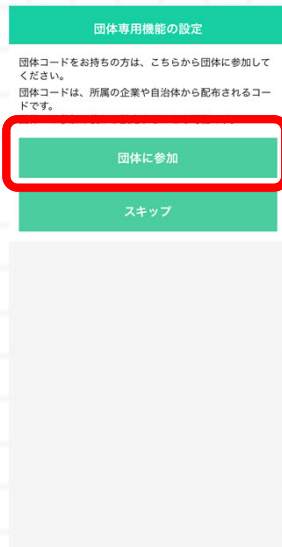 団体専用機能の設定
団体コードをお持ちの方は、こちらから団体に参加して
ください。
団体コードは、所属の企業や自治体から配布されるコー
ドです。
団体に参加
スキップ